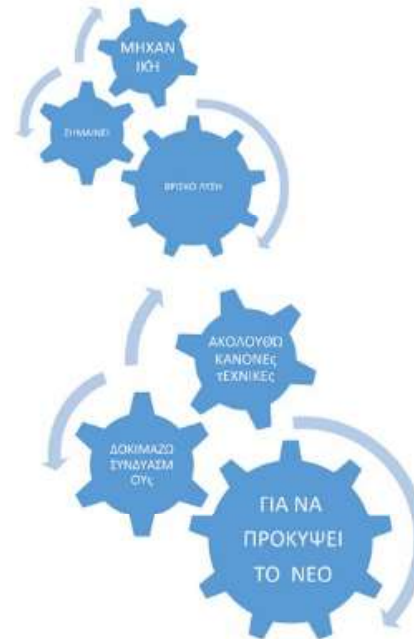 ΜΗΧΑΝ
ΙΚΗ
ΣΗΜΑΙΝΕΙ
ΒΡΙΣΚΩ ΛΥΣΗ
ΑΚΟΛΟΥΘΩ
ΚΑΝΟΝΕς
τΕΧΝΙΚΕς
ΔΟΚΙΜΑΖΩ
ΣΥΝΔΥΑΣΜ
ΟΥς
ΓΙΑ ΝΑ
ΠΡΟΚΥΨΕΙ
ΤΟ ΝΕΟ